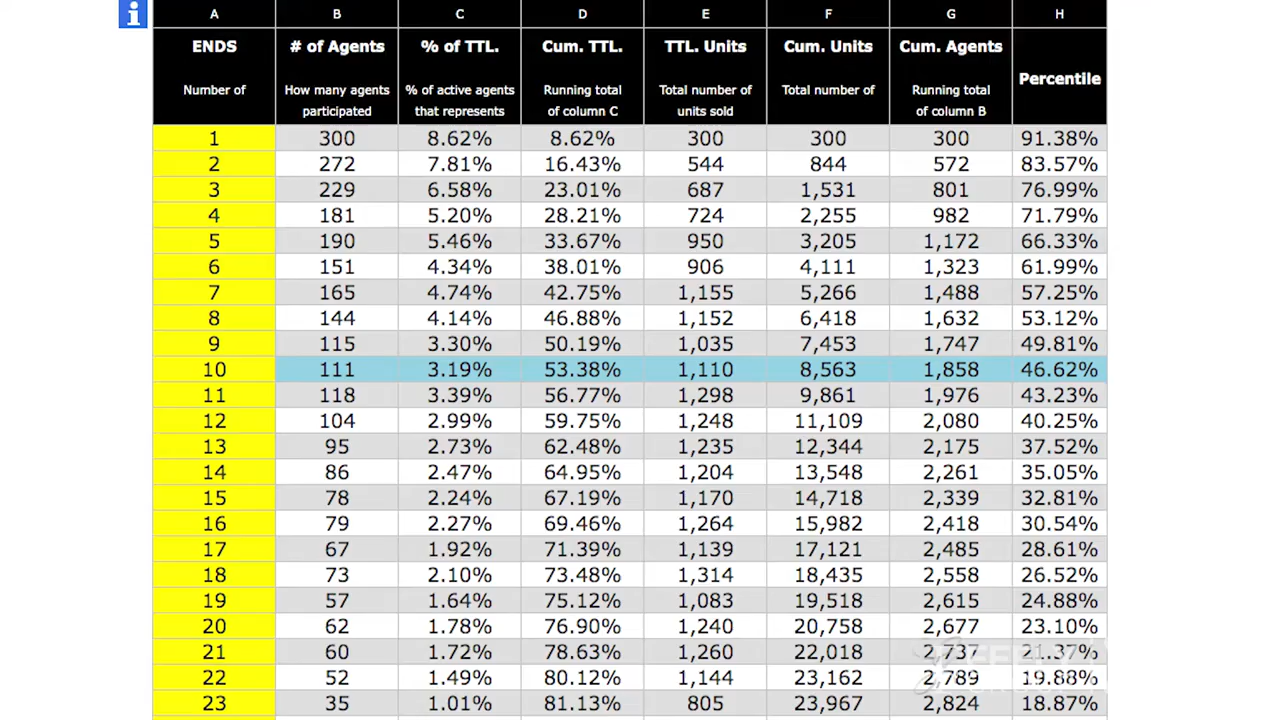 A B C D E F G H
ENDS # of Agents % of TTL. Cum. TTL. TTL. Units Cum. Units Cum. Agents Percentile
Number of How many agents % of active agents Running total Total number of Total number of Running total
participated that represents of column C units sold of column B
1 300 8.62% 8.62% 300 300 300 91.38%
2 272 7.81% 16.43% 544 844 572 83.57%
3 229 6.58% 23.01% 687 1,531 801 76.99%
4 181 5.20% 28.21% 724 2,255 982 71.79%
5 190 5.46% 33.67% 950 3,205 1,172 66.33%
6 151 4.34% 38.01% 906 4,111 1,323 61.99%
7 165 4.74% 42.75% 1,155 5,266 1,488 57.25%
8 144 4.14% 46.88% 1,152 6,418 1,632 53.12%
9 115 3.30% 50.19% 1,035 7,453 1,747 49.81%
10 111 3.19% 53.38% 1,110 8,563 1,858 46.62%
11 118 3.39% 56.77% 1,298 9,861 1,976 43.23%
12 104 2.99% 59.75% 1,248 11,109 2,080 40.25%
13 95 2.73% 62.48% 1,235 12,344 2,175 37.52%
14 86 2.47% 64.95% 1,204 13,548 2,261 35.05%
15 78 2.24% 67.19% 1,170 14,718 2,339 32.81%
16 79 2.27% 69.46% 1,264 15,982 2,418 30.54%
17 67 1.92% 71.39% 1,139 17,121 2,485 28.61%
18 73 2.10% 73.48% 1,314 18,435 2,558 26.52%
19 57 1.64% 75.12% 1,083 19,518 2,615 24.88%
20 62 1.78% 76.90% 1,240 20,758 2,677 23.10%
21 60 1.72% 78.63% 1,260 22,018 2,737 21.37%
22 52 1.49% 80.12% 1,144 23,162 2,789 19.88%
23 35 1.01% 81.13% 805 23,967 2,824 18.87%